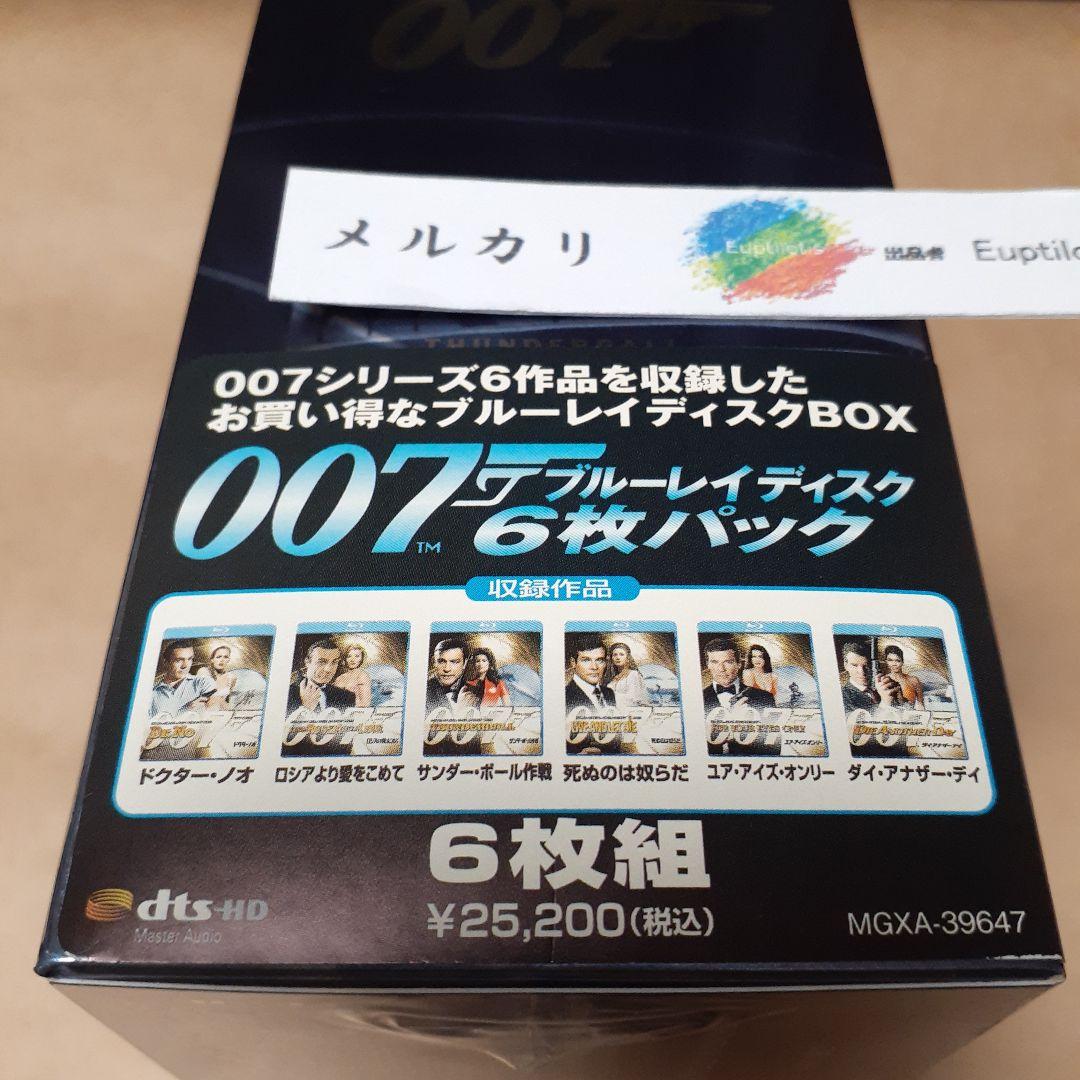 007
メルカリ
Euptilotis
出品者 Euptilo
THUNDERBALL
007シリーズ6作品を収録した
お買い得なブルーレイディスクBOX
007 ブルーレイディスク
TM 6枚パック
収録作品
ドクター・ノオ ロシアより愛をこめて サンダーボール作戦 死ぬのは奴らだ ユア・アイズ・オンリー ダイ・アナザー・デイ
6枚組
dts-HD
Master Audio
¥25,200(税込)
MGXA-39647